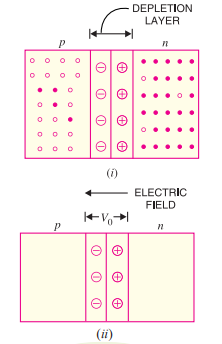 DEPLETION
LAYER
p n
⊖ ⊕
⊖ ⊕
⊖ ⊕
⊖ ⊕
(i)
ELECTRIC
FIELD
V₀
p n
⊖ ⊕
⊖ ⊕
⊖ ⊕
(ii)